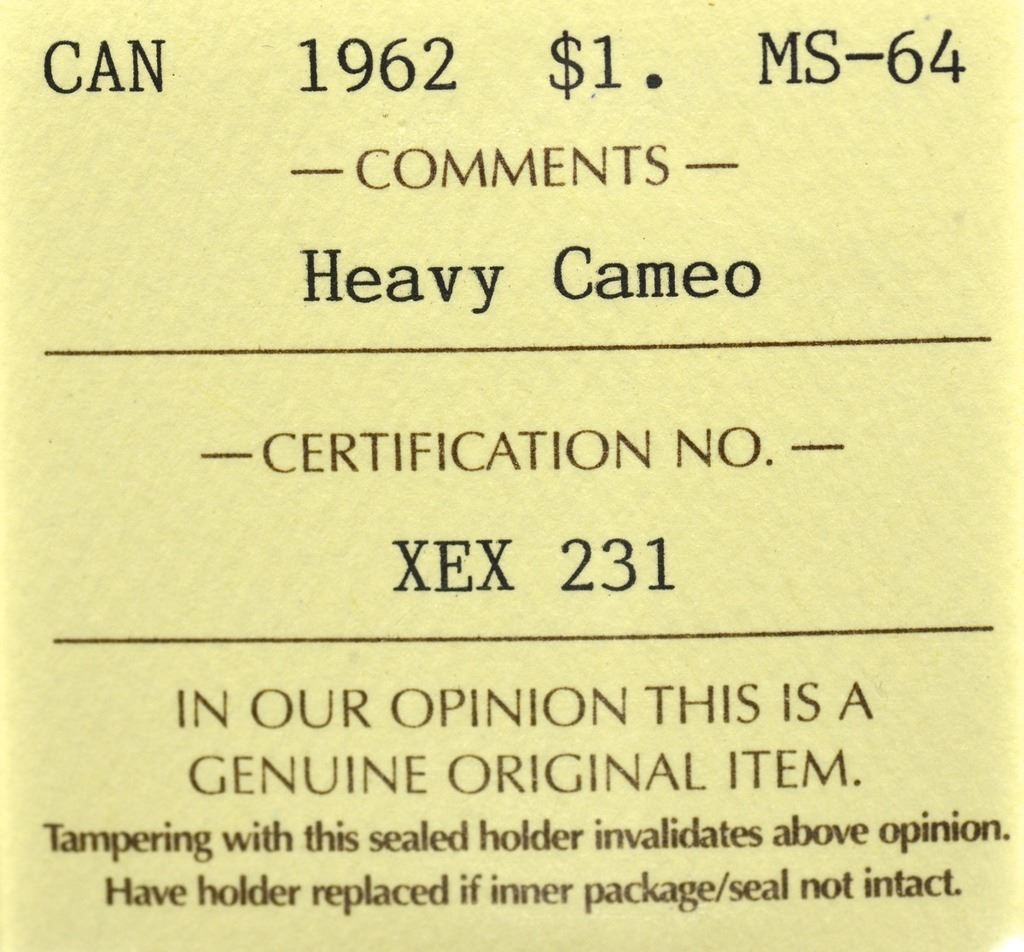 CAN 1962 $1. MS-64
— COMMENTS —
Heavy Cameo
— CERTIFICATION NO. —
XEX 231
IN OUR OPINION THIS IS A
GENUINE ORIGINAL ITEM.
Tampering with this sealed holder invalidates above opinion.
Have holder replaced if inner package/seal not intact.